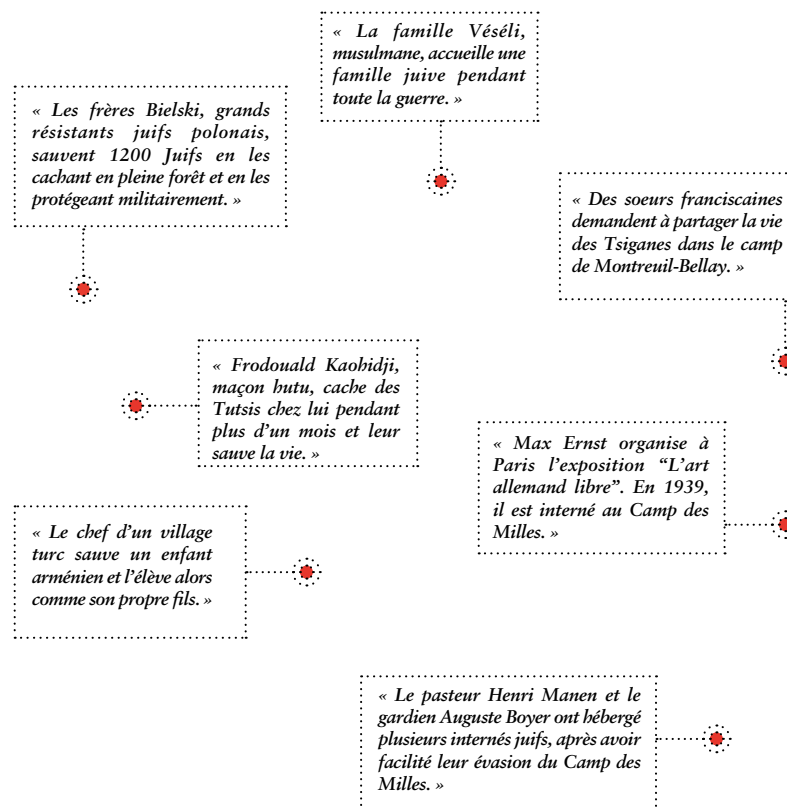 « La famille Véséli,
musulmane, accueille une
famille juive pendant
toute la guerre. »
« Les frères Bielski, grands
résistants juifs polonais,
sauvent 1200 Juifs en les
cachant en pleine forêt et en les
protégeant militairement. »
« Des soeurs franciscaines
demandent à partager la vie
des Tsiganes dans le camp
de Montreuil-Bellay. »
« Frodouald Kaohidji,
maçon hutu, cache des
Tutsis chez lui pendant
plus d’un mois et leur
sauve la vie. »
« Max Ernst organise à
Paris l’exposition “L’art
allemand libre”. En 1939,
il est interné au Camp des
Milles. »
« Le chef d’un village
turc sauve un enfant
arménien et l’élève alors
comme son propre fils. »
« Le pasteur Henri Manen et le
gardien Auguste Boyer ont hébergé
plusieurs internés juifs, après avoir
facilité leur évasion du Camp des
Milles. »